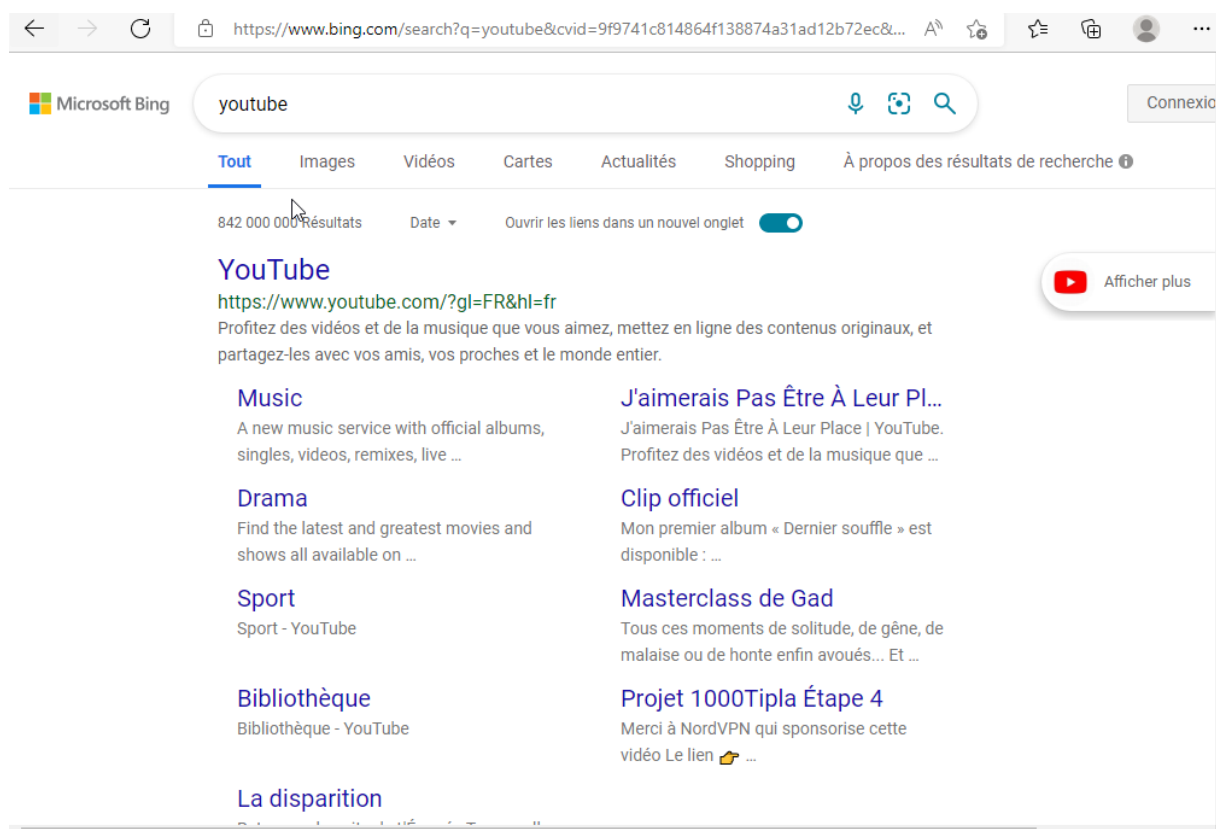 https://www.bing.com/search?q=youtube&cvid=9f9741c814864f138874a31ad12b72ec&...
Microsoft Bing
youtube
Connexio
Tout Images Vidéos Cartes Actualités Shopping À propos des résultats de recherche
842 000 000 Résultats Date Ouvrir les liens dans un nouvel onglet
YouTube
https://www.youtube.com/?gl=FR&hl=fr
Profitez des vidéos et de la musique que vous aimez, mettez en ligne des contenus originaux, et
partagez-les avec vos amis, vos proches et le monde entier.
Afficher plus
Music
A new music service with official albums,
singles, videos, remixes, live ...
J'aimerais Pas Être À Leur Pl...
J'aimerais Pas Être À Leur Place | YouTube.
Profitez des vidéos et de la musique que ...
Drama
Find the latest and greatest movies and
shows all available on ...
Clip officiel
Mon premier album « Dernier souffle » est
disponible : ...
Sport
Sport - YouTube
Masterclass de Gad
Tous ces moments de solitude, de gêne, de
malaise ou de honte enfin avoués... Et ...
Bibliothèque
Bibliothèque - YouTube
Projet 1000Tipla Étape 4
Merci à NordVPN qui sponsorise cette
vidéo Le lien 👉 ...
La disparition